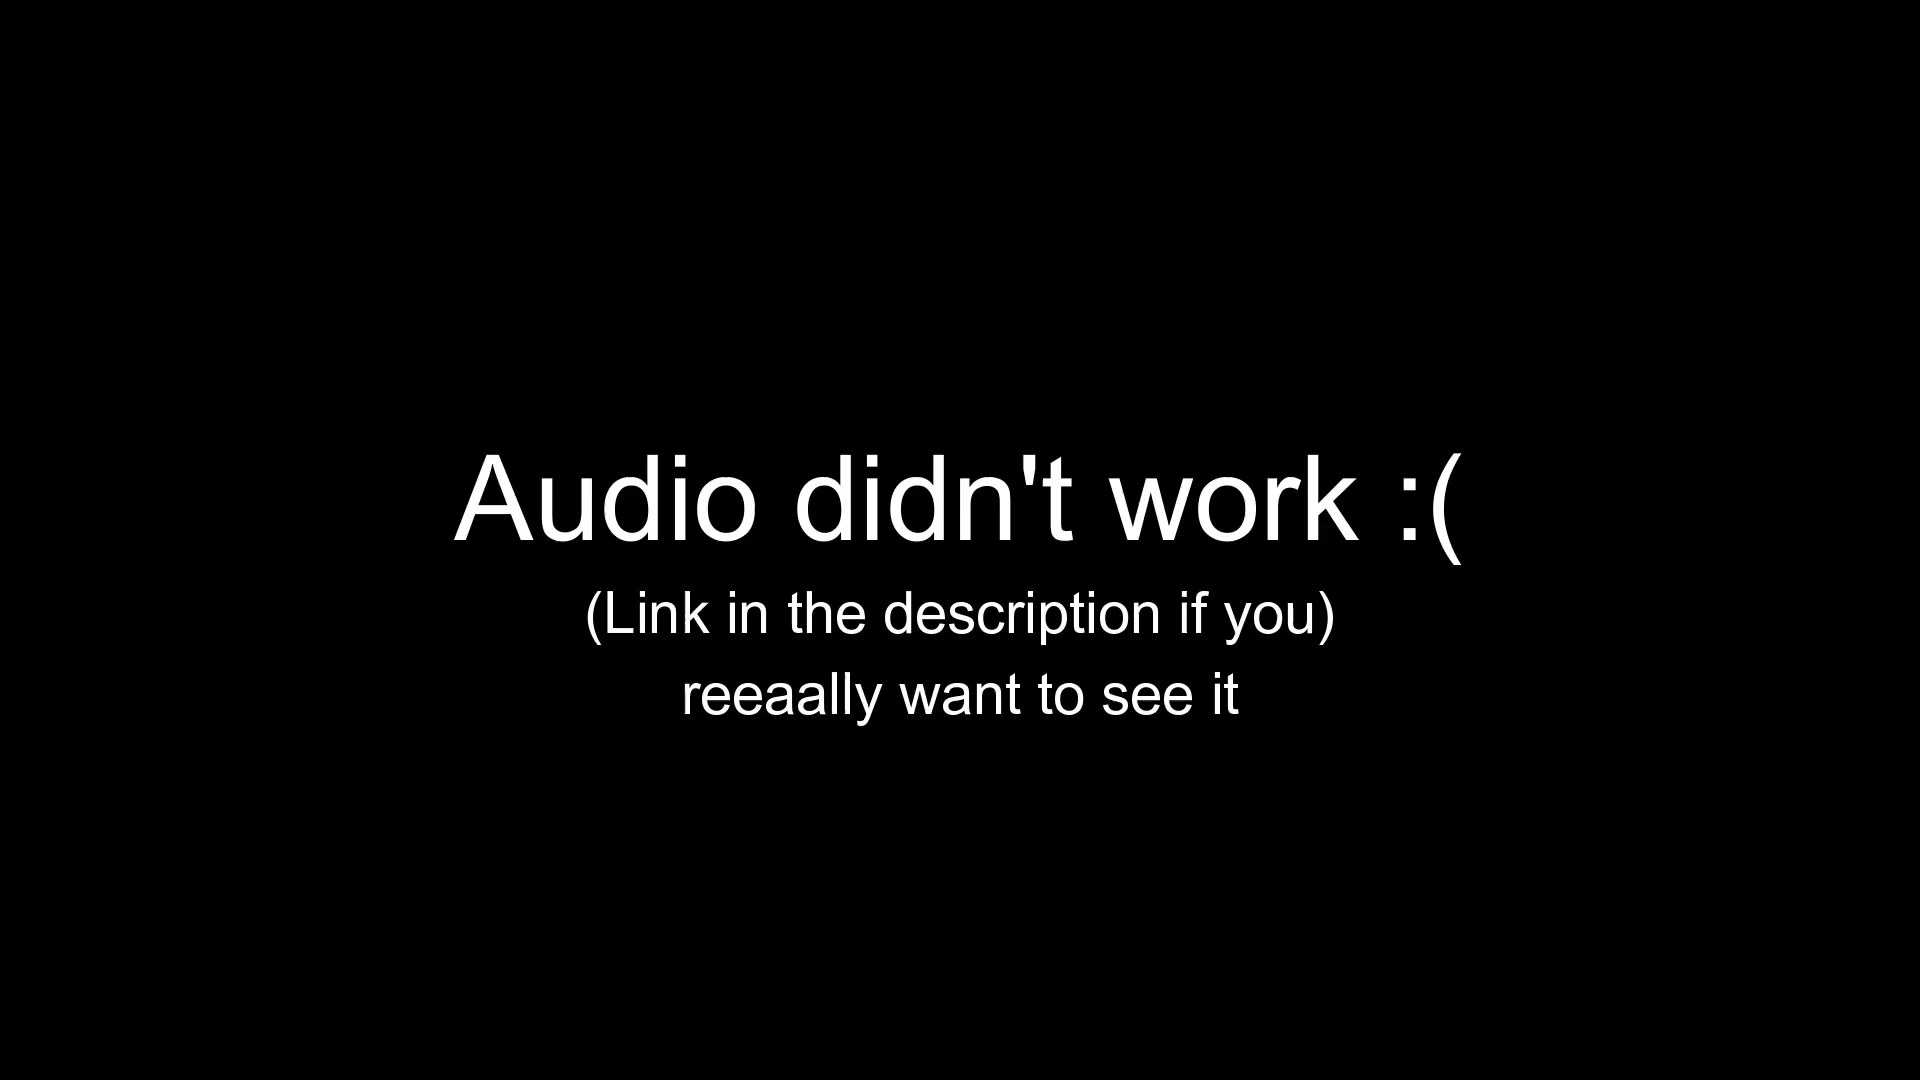 Audio didn't work :(
(Link in the description if you)
reeaally want to see it